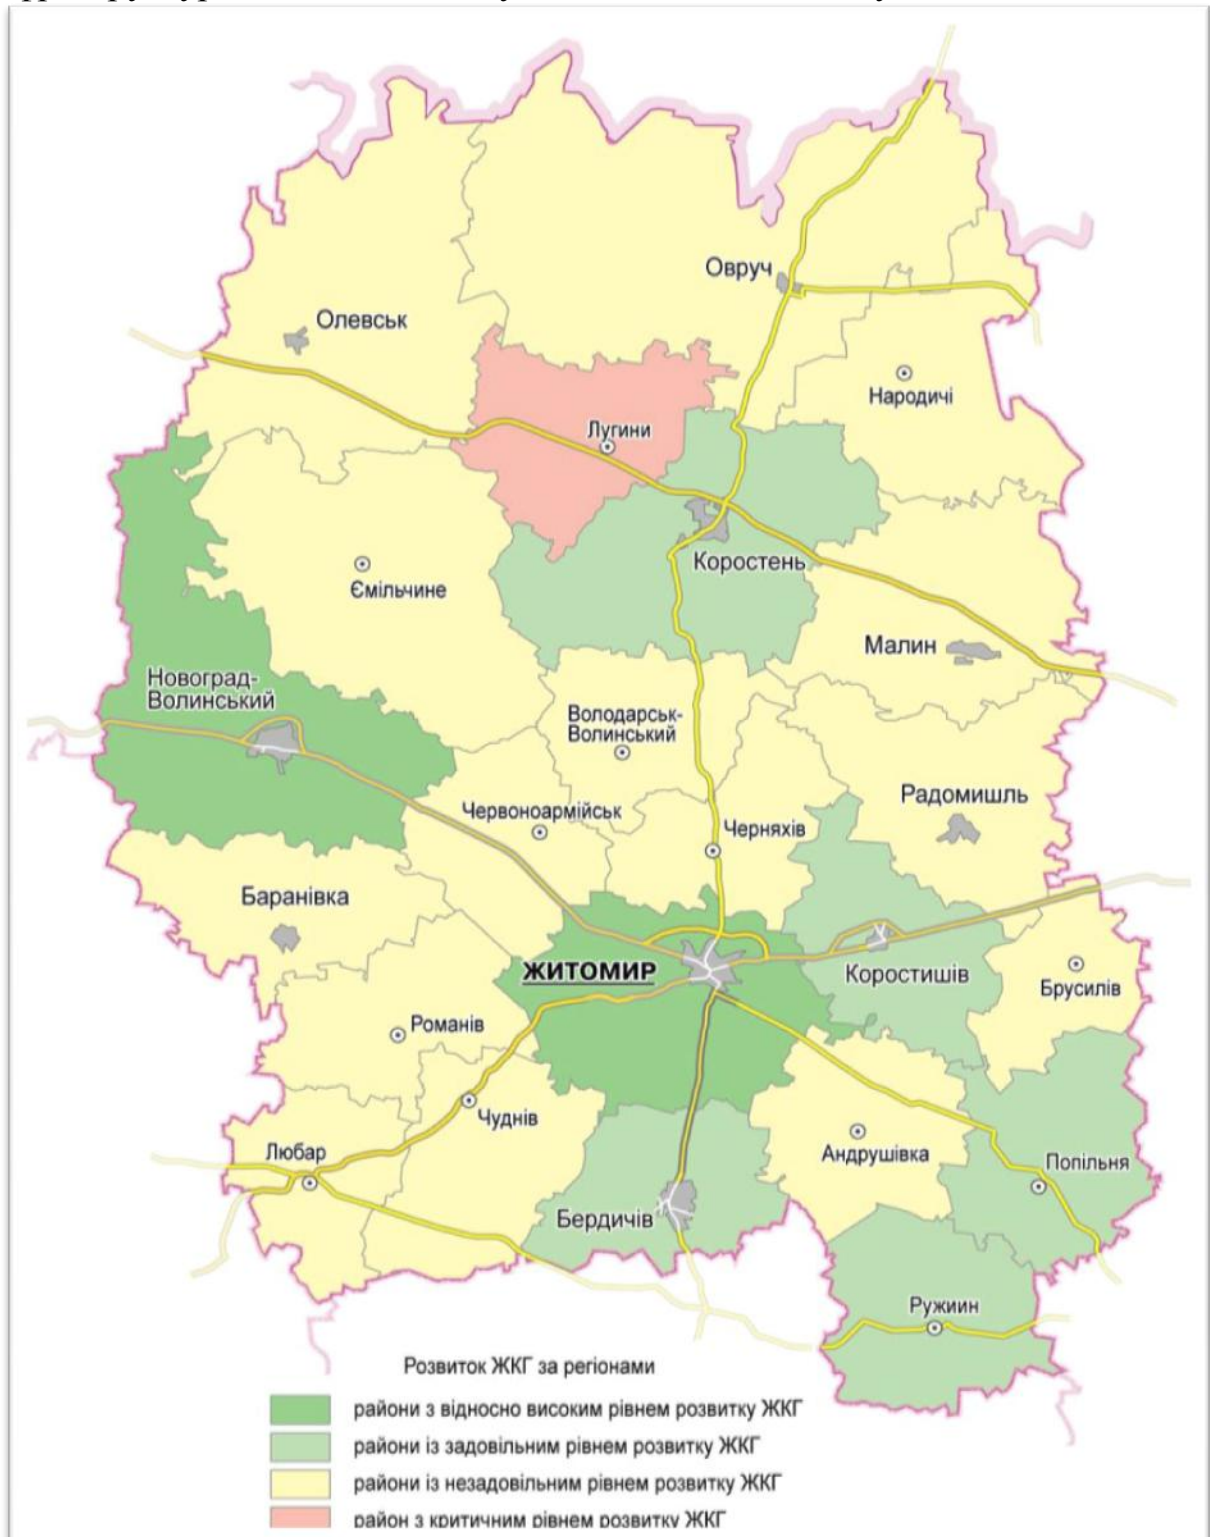 Овруч
Олевськ
Народичі
Лугини
Коростень
Ємільчине
Малин
Новоград-
Волинський
Володарськ-
Волинський
Радомишль
Червоноармійськ
Черняхів
Баранівка
ЖИТОМИР
Коростишів
Брусилів
Романів
Чуднів
Любар
Андрушівка
Попільня
Бердичів
Ружиин
Розвиток ЖКГ за регіонами
райони з відносно високим рівнем розвитку ЖКГ
райони із задовільним рівнем розвитку ЖКГ
райони із незадовільним рівнем розвитку ЖКГ
район з критичним рівнем розвитку ЖКГ